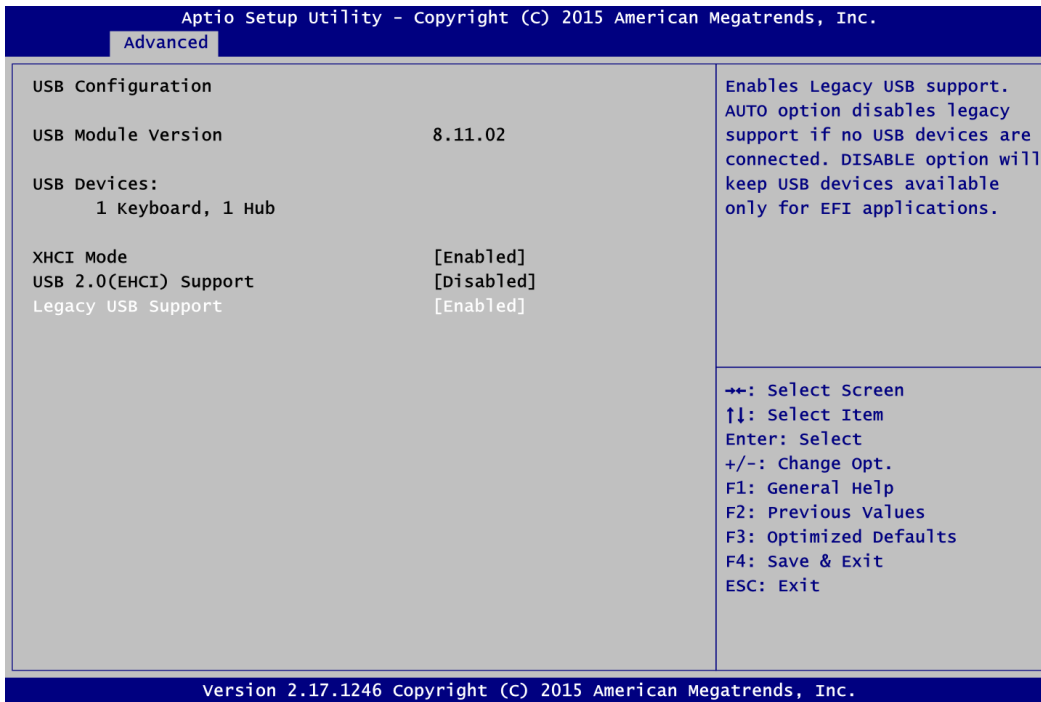 Aptio Setup Utility - Copyright (C) 2015 American Megatrends, Inc.
Advanced
USB Configuration
USB Module Version 8.11.02
USB Devices:
1 Keyboard, 1 Hub
XHCI Mode [Enabled]
USB 2.0(EHCI) Support [Disabled]
Legacy USB Support [Enabled]
Enables Legacy USB support.
AUTO option disables legacy
support if no USB devices are
connected. DISABLE option will
keep USB devices available
only for EFI applications.
→←: Select Screen
↑↓: Select Item
Enter: Select
+/-: Change Opt.
F1: General Help
F2: Previous Values
F3: Optimized Defaults
F4: Save & Exit
ESC: Exit
Version 2.17.1246 Copyright (C) 2015 American Megatrends, Inc.